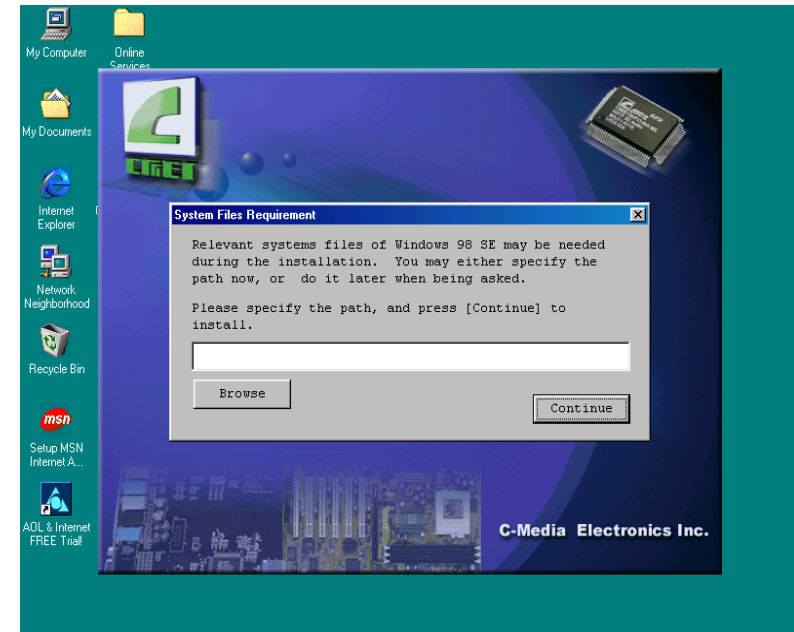 My Computer
Online
Services
My Documents
Internet
Explorer
Network
Neighborhood
Recycle Bin
msn
Setup MSN
Internet A...
AOL & Internet
FREE Trial!
System Files Requirement
Relevant systems files of Windows 98 SE may be needed
during the installation.  You may either specify the
path now, or  do it later when being asked.
Please specify the path, and press [Continue] to
install.
Browse
Continue
C-Media Electronics Inc.